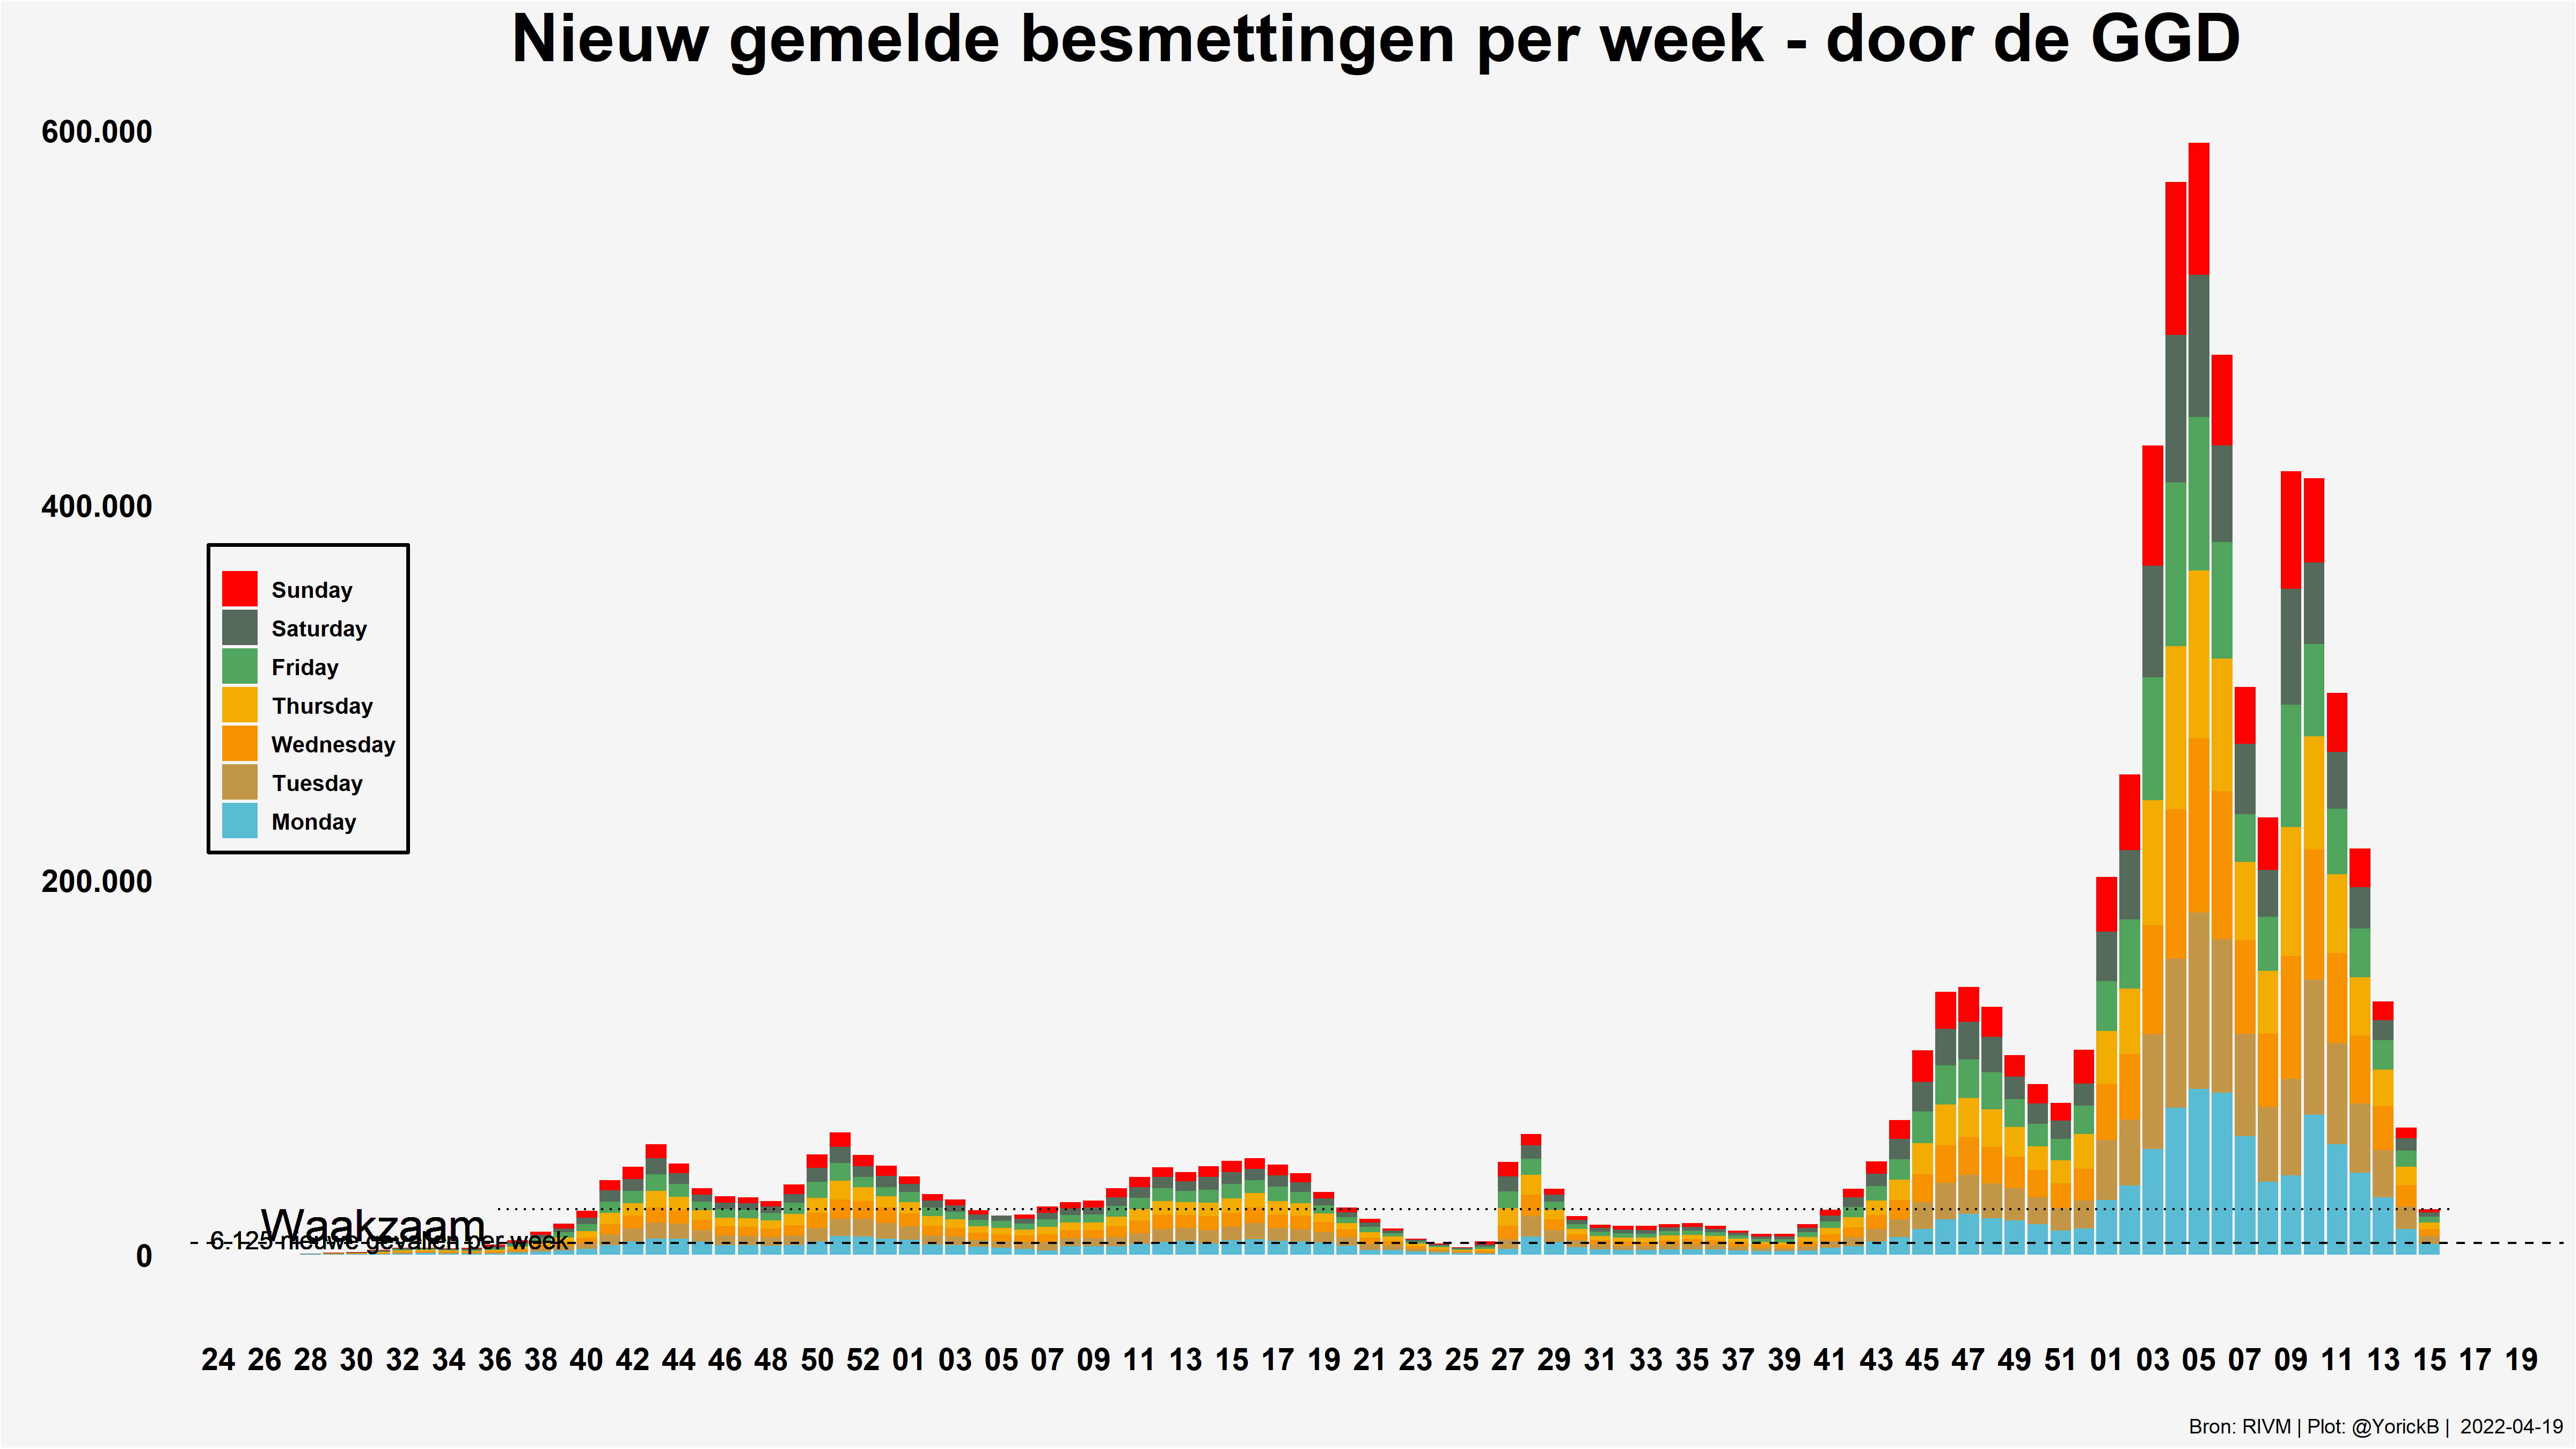 Nieuw gemelde besmettingen per week - door de GGD
600.000
400.000
200.000
0
Sunday
Saturday
Friday
Thursday
Wednesday
Tuesday
Monday
Waakzaam
6.125 nieuwe gevallen per week
24 26 28 30 32 34 36 38 40 42 44 46 48 50 52 01 03 05 07 09 11 13 15 17 19 21 23 25 27 29 31 33 35 37 39 41 43 45 47 49 51 01 03 05 07 09 11 13 15 17 19
Bron: RIVM | Plot: @YorickB | 2022-04-19